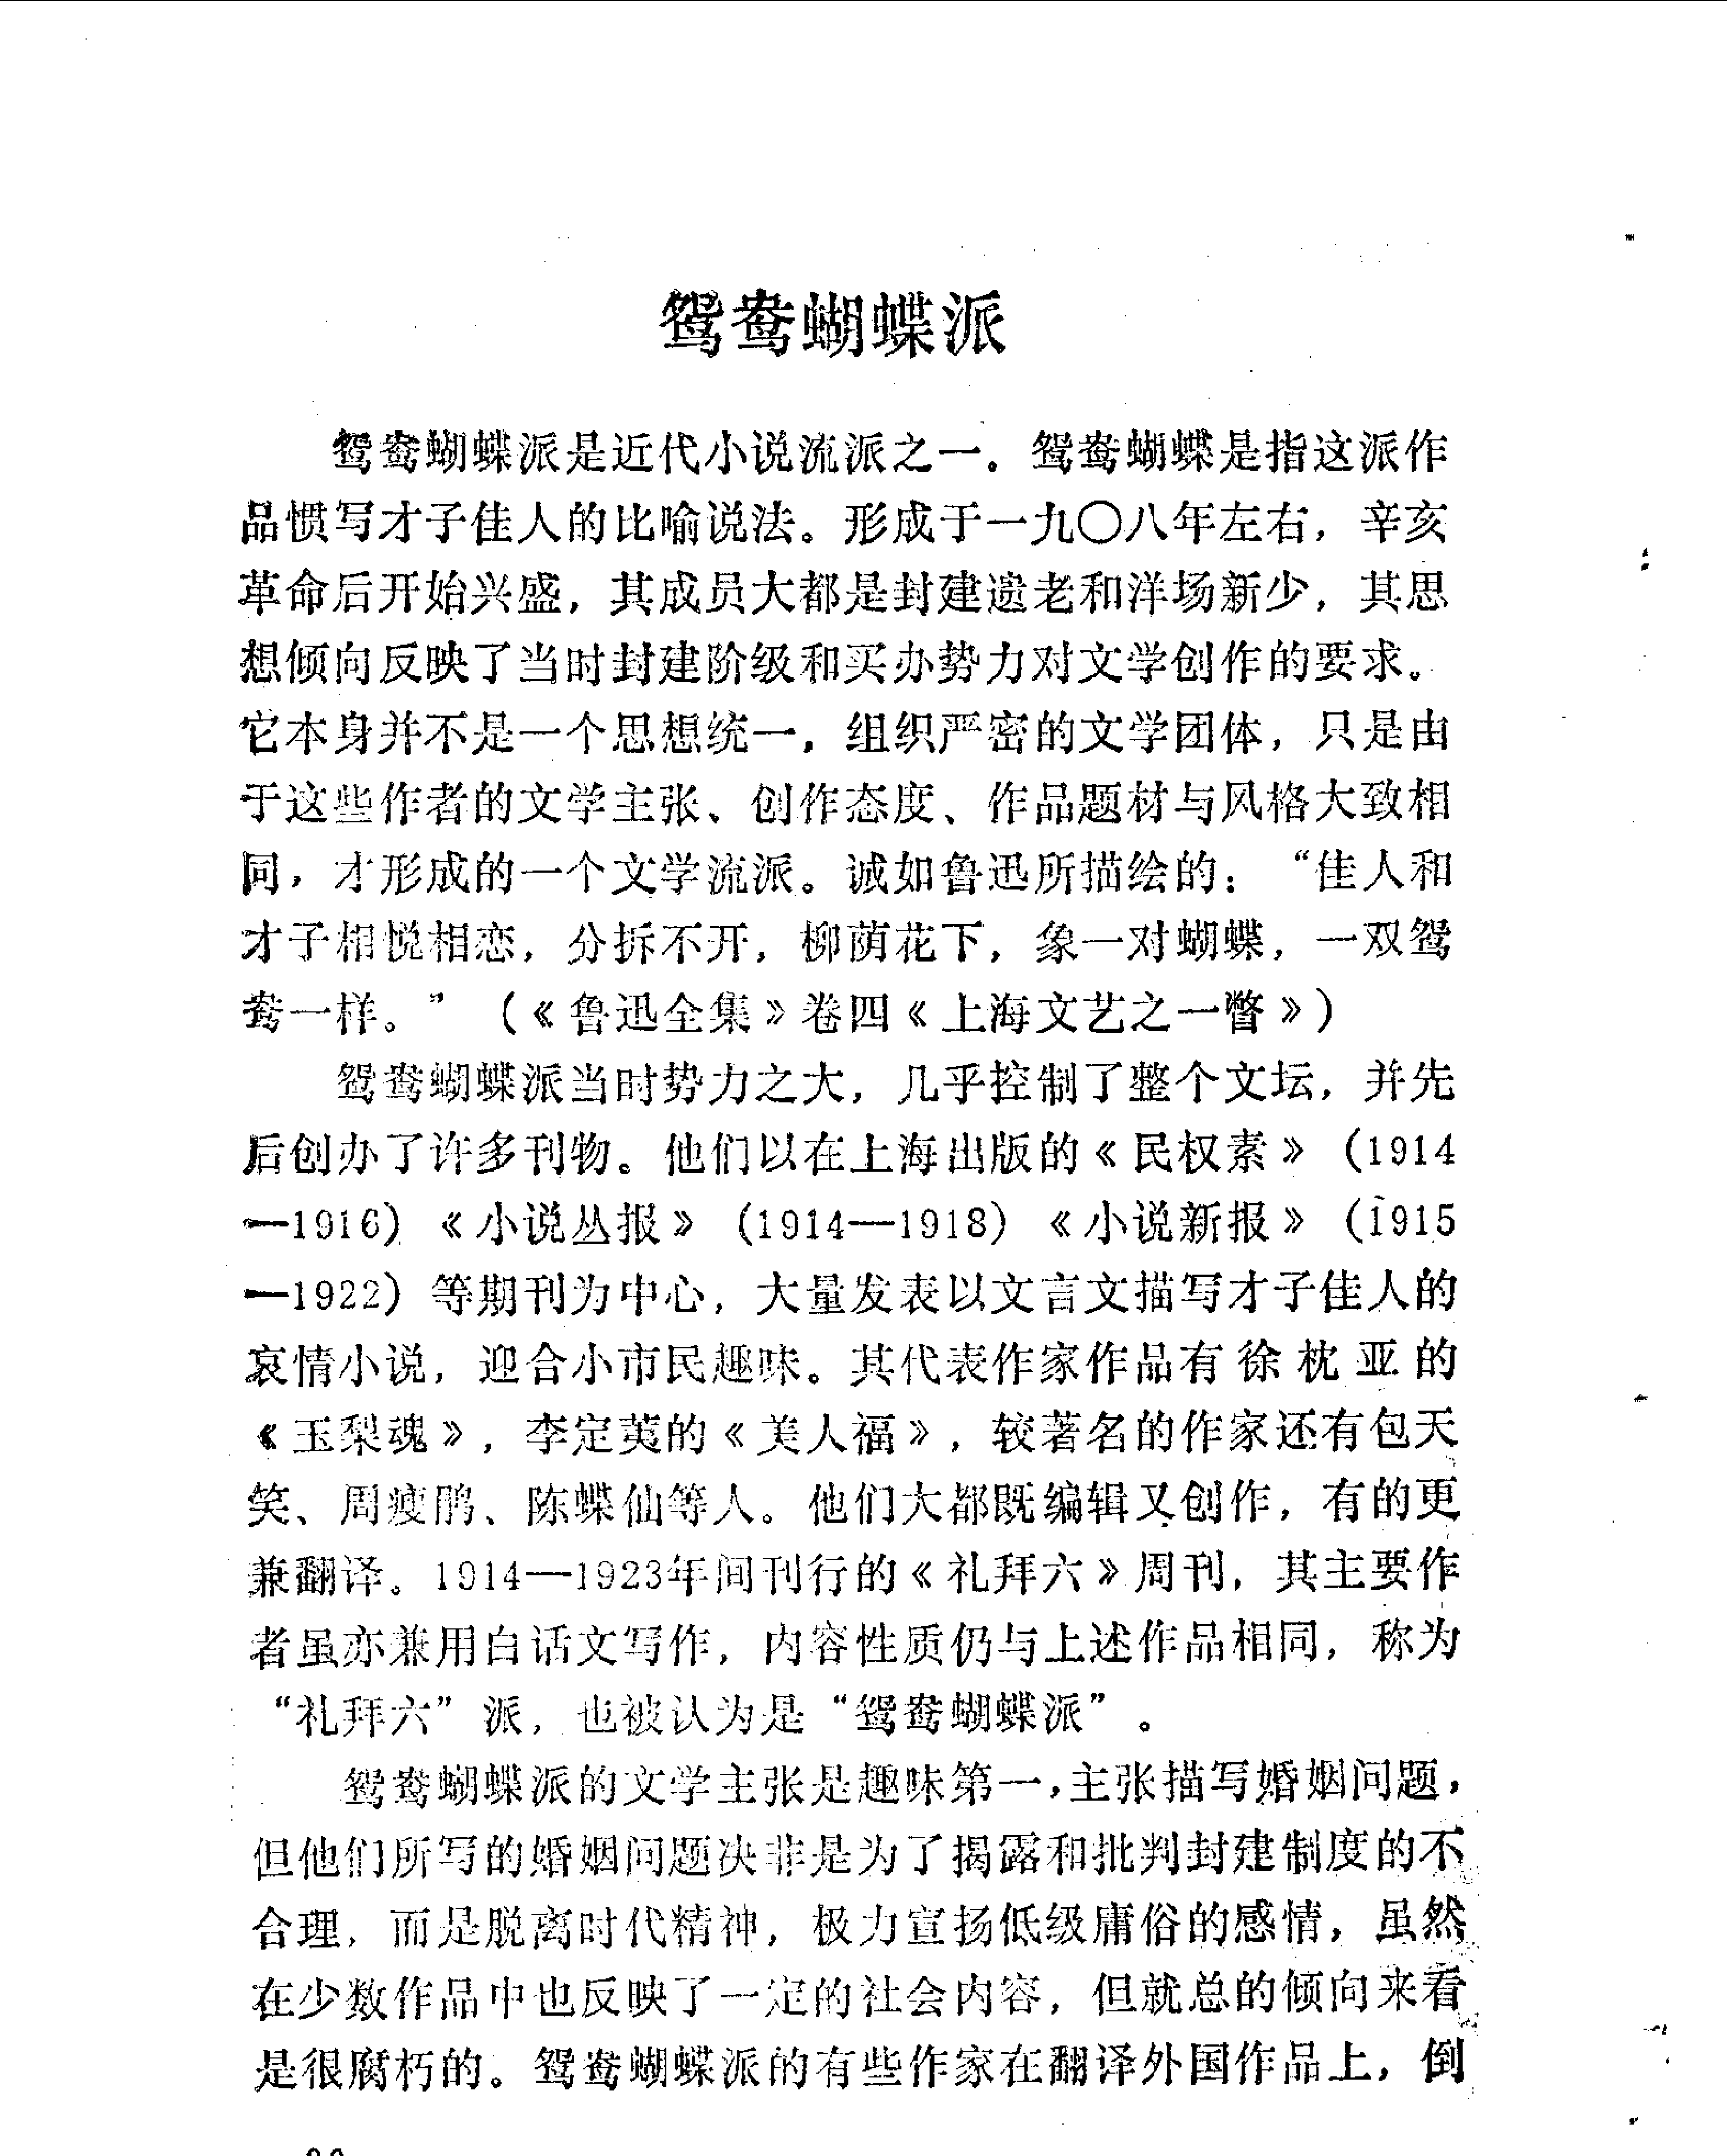 鸳鸯蝴蝶派
鸳鸯蝴蝶派是近代小说流派之一。鸳鸯蝴蝶是指这派作
品惯写才子佳人的比喻说法。形成于一九〇八年左右，辛亥
革命后开始兴盛，其成员大都是封建遗老和洋场新少，其思
想倾向反映了当时封建阶级和买办势力对文学创作的要求。
它本身并不是一个思想统一，组织严密的文学团体，只是由
于这些作者的文学主张、创作态度、作品题材与风格大致相
同，才形成的一个文学流派。诚如鲁迅所描绘的：“佳人和
才子相悦相恋，分拆不开，柳荫花下，象一对蝴蝶，一双鸳
鸯一样。”（《鲁迅全集》卷四《上海文艺之一瞥》）
鸳鸯蝴蝶派当时势力之大，几乎控制了整个文坛，并先
后创办了许多刊物。他们以在上海出版的《民权素》（1914
—1916）《小说丛报》（1914—1918）《小说新报》（1915
—1922）等期刊为中心，大量发表以文言文描写才子佳人的
哀情小说，迎合小市民趣味。其代表作家作品有徐枕亚的
《玉梨魂》，李定荑的《美人福》，较著名的作家还有包天
笑、周瘦鹃、陈蝶仙等人。他们大都既编辑又创作，有的更
兼翻译。1914—1923年间刊行的《礼拜六》周刊，其主要作
者虽亦兼用白话文写作，内容性质仍与上述作品相同，称为
“礼拜六”派，也被认为是“鸳鸯蝴蝶派”。
鸳鸯蝴蝶派的文学主张是趣味第一，主张描写婚姻问题，
但他们所写的婚姻问题决非是为了揭露和批判封建制度的不
合理，而是脱离时代精神，极力宣扬低级庸俗的感情，虽然
在少数作品中也反映了一定的社会内容，但就总的倾向来看
是很腐朽的。鸳鸯蝴蝶派的有些作家在翻译外国作品上，倒